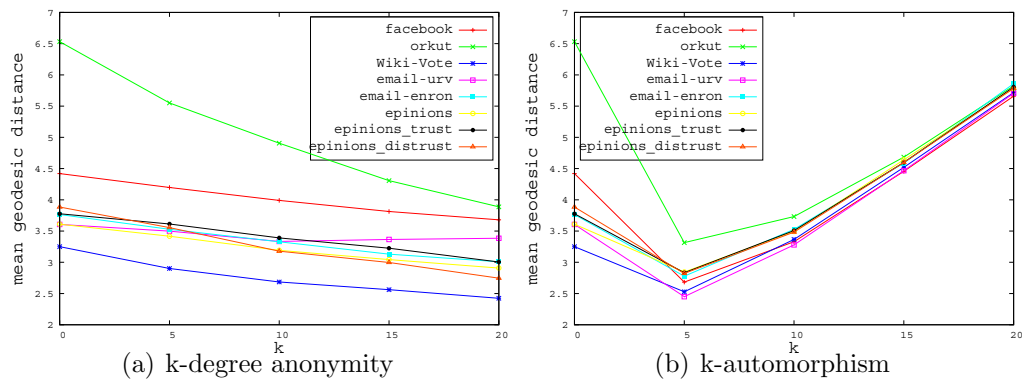 7
6.5
6
5.5
5
4.5
4
3.5
3
2.5
2
mean geodesic distance
facebook
orkut
Wiki-Vote
email-urv
email-enron
epinions
epinions_trust
epinions_distrust
0 5 10 15 20
k
(a) k-degree anonymity
7
6.5
6
5.5
5
4.5
4
3.5
3
2.5
2
mean geodesic distance
facebook
orkut
Wiki-Vote
email-urv
email-enron
epinions
epinions_trust
epinions_distrust
0 5 10 15 20
k
(b) k-automorphism